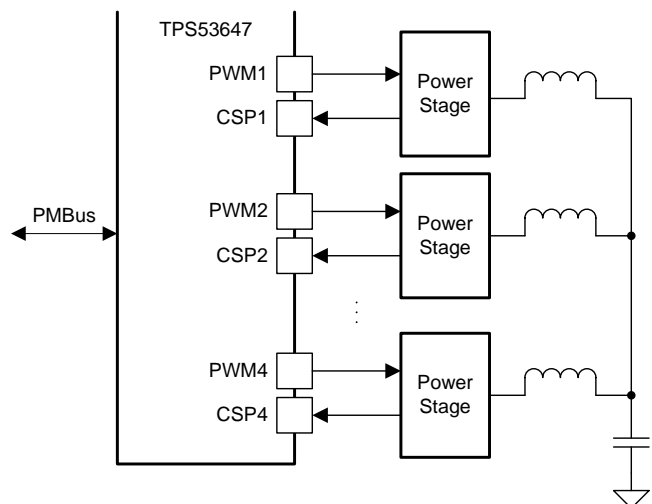 TPS53647
PWM1
CSP1
Power
Stage
PMBus
PWM2
CSP2
Power
Stage
PWM4
CSP4
Power
Stage